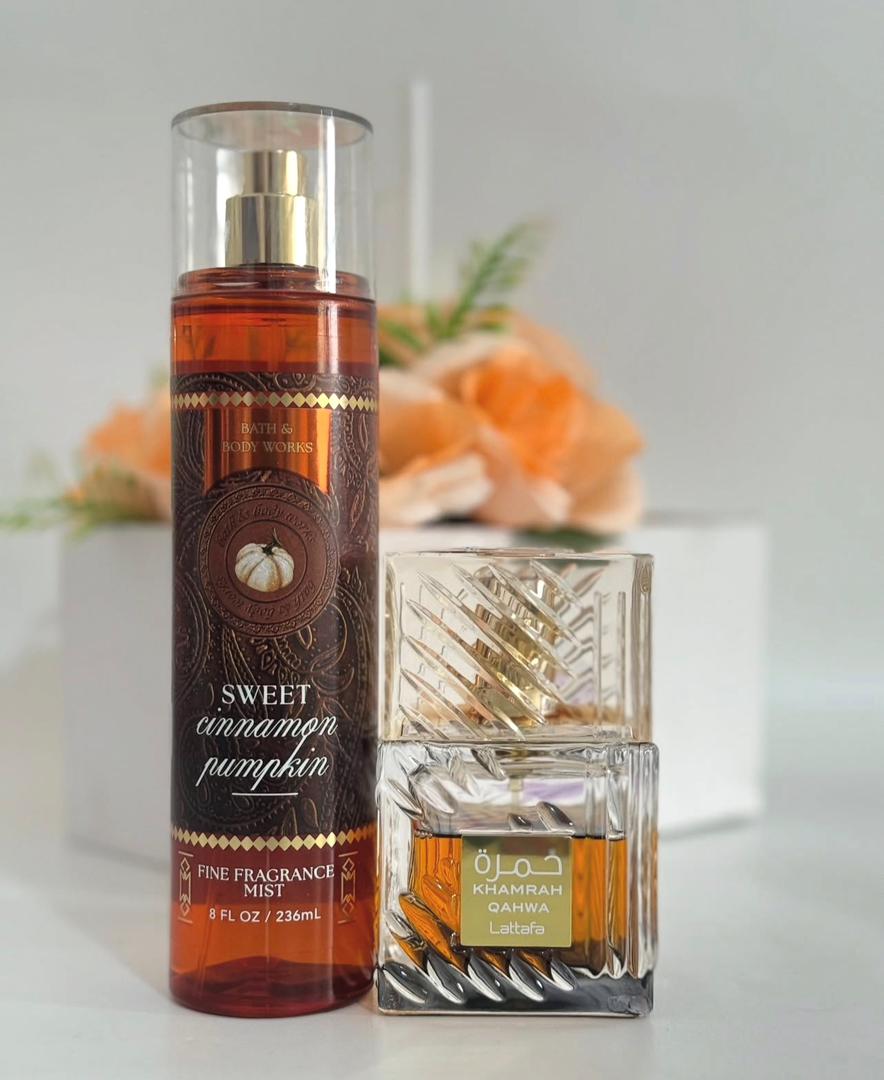 BATH &
BODY WORKS
SWEET
cinnamon
pumpkin
FINE FRAGRANCE
MIST
8 FL OZ / 236mL
خمرة
KHAMRAH
QAHWA
Lattafa